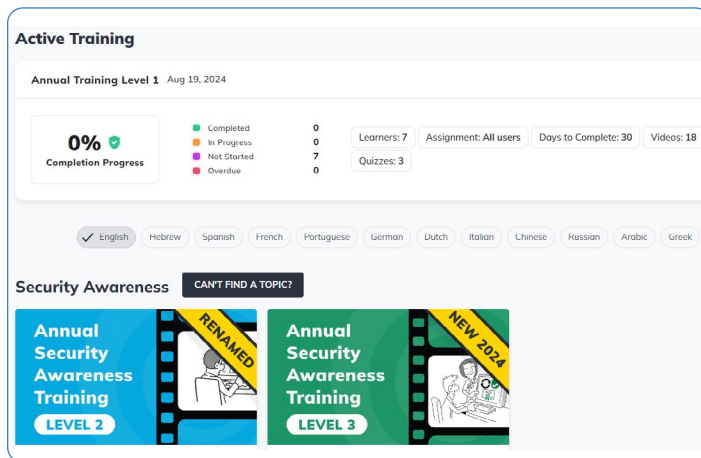 Active Training
Annual Training Level 1 Aug 19, 2024
0%
Completion Progress
Completed 0
In Progress 0
Not Started 7
Overdue 0
Learners: 7 Assignment: All users Days to Complete: 30 Videos: 18
Quizzes: 3
English Hebrew Spanish French Portuguese German Dutch Italian Chinese Russian Arabic Greek
Security Awareness CAN'T FIND A TOPIC?
Annual
Security
Awareness
Training
LEVEL 2
RENAMED
Annual
Security
Awareness
Training
LEVEL 3
NEW 2024